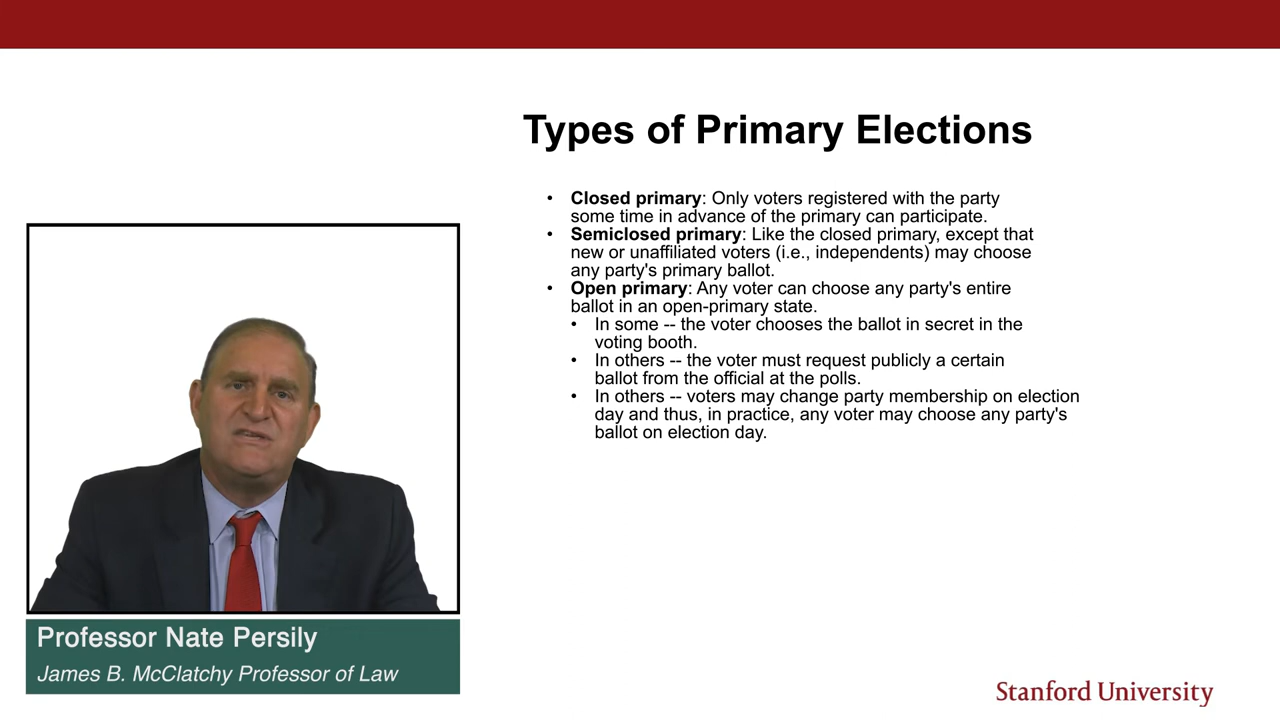 Types of Primary Elections
• Closed primary: Only voters registered with the party
some time in advance of the primary can participate.
• Semiclosed primary: Like the closed primary, except that
new or unaffiliated voters (i.e., independents) may choose
any party's primary ballot.
• Open primary: Any voter can choose any party's entire
ballot in an open-primary state.
• In some -- the voter chooses the ballot in secret in the
voting booth.
• In others -- the voter must request publicly a certain
ballot from the official at the polls.
• In others -- voters may change party membership on election
day and thus, in practice, any voter may choose any party's
ballot on election day.
Professor Nate Persily
James B. McClatchy Professor of Law
Stanford University